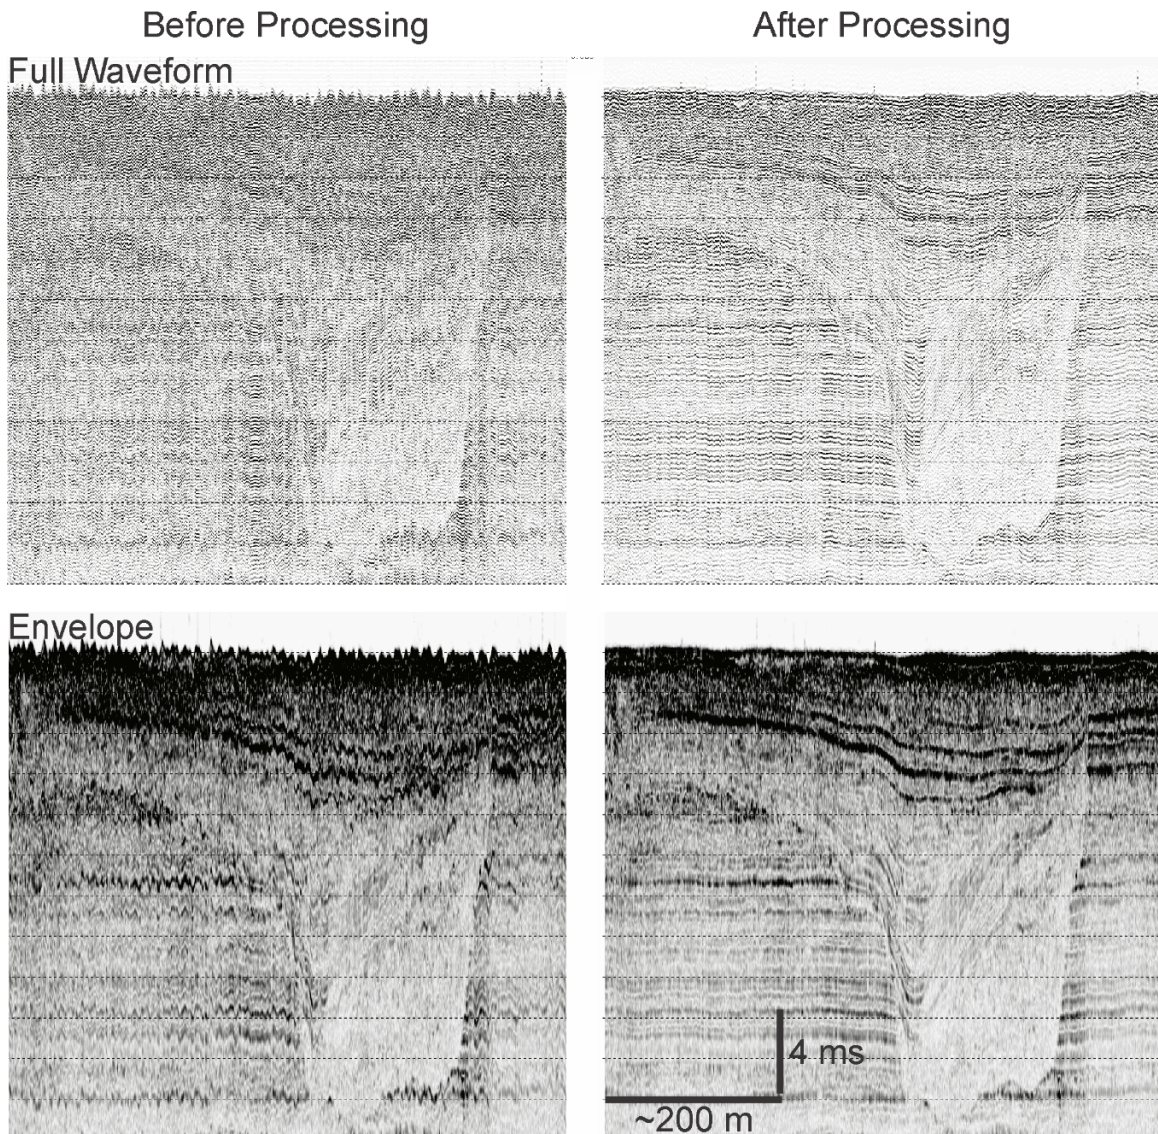 Before Processing
After Processing
Full Waveform
Envelope
4 ms
~200 m